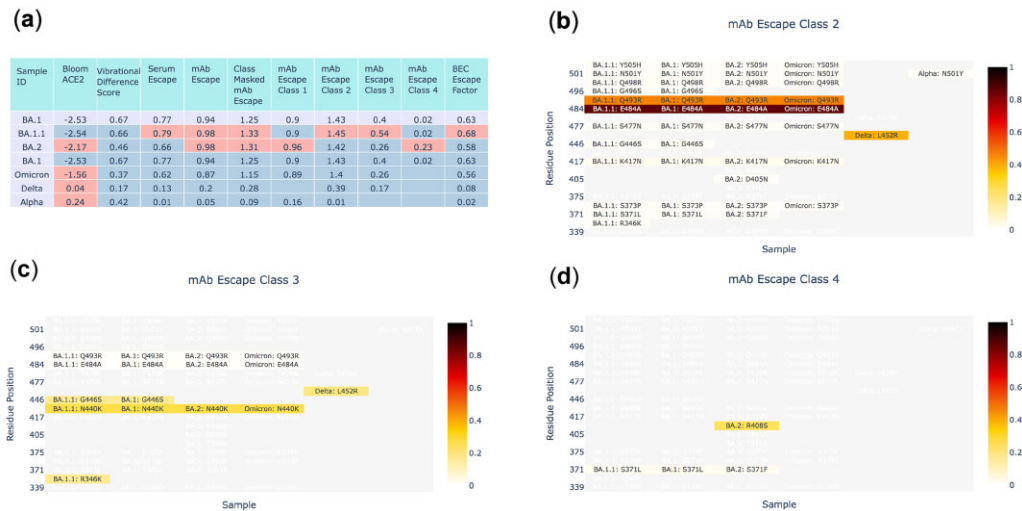 (a)
Sample ID | Bloom ACE2 | Vibrational Difference Score | Serum Escape | mAb Escape | Class Masked mAb Escape | mAb Escape Class 1 | mAb Escape Class 2 | mAb Escape Class 3 | mAb Escape Class 4 | BEC Escape Factor
BA.1 | -2.53 | 0.67 | 0.77 | 0.94 | 1.25 | 0.9 | 1.43 | 0.4 | 0.02 | 0.63
BA.1.1 | -2.54 | 0.66 | 0.79 | 0.98 | 1.33 | 0.9 | 1.45 | 0.54 | 0.02 | 0.68
BA.2 | -2.17 | 0.46 | 0.66 | 0.98 | 1.31 | 0.96 | 1.42 | 0.26 | 0.23 | 0.58
BA.1 | -2.53 | 0.67 | 0.77 | 0.94 | 1.25 | 0.9 | 1.43 | 0.4 | 0.02 | 0.63
Omicron | -1.56 | 0.37 | 0.62 | 0.87 | 1.15 | 0.89 | 1.4 | 0.26 | | 0.56
Delta | 0.04 | 0.17 | 0.13 | 0.2 | 0.28 | | 0.39 | 0.17 | | 0.08
Alpha | 0.24 | 0.42 | 0.01 | 0.05 | 0.09 | 0.16 | 0.01 | | | 0.02
(b)
mAb Escape Class 2
BA.1.1: Y505H BA.1: Y505H BA.2: Y505H Omicron: Y505H
501 BA.1.1: N501Y BA.1: N501Y BA.2: N501Y Omicron: N501Y Alpha: N501Y
BA.1.1: Q498R BA.1: Q498R BA.2: Q498R Omicron: Q498R
496 BA.1.1: G496S BA.1: G496S
BA.1.1: Q493R BA.1: Q493R BA.2: Q493R Omicron: Q493R
484 BA.1.1: E484A BA.1: E484A BA.2: E484A Omicron: E484A
477 BA.1.1: S477N BA.1: S477N BA.2: S477N Omicron: S477N
Delta: L452R
446 BA.1.1: G446S BA.1: G446S
417 BA.1.1: K417N BA.1: K417N BA.2: K417N Omicron: K417N
405 BA.2: D405N
375
BA.1.1: S373P BA.1: S373P BA.2: S373P Omicron: S373P
371 BA.1.1: S371L BA.1: S371L BA.2: S371F
BA.1.1: R346K
339
Residue Position
Sample
1
0.8
0.6
0.4
0.2
0
(c)
mAb Escape Class 3
501
496
BA.1.1: Q493R BA.1: Q493R BA.2: Q493R Omicron: Q493R
484 BA.1.1: E484A BA.1: E484A BA.2: E484A Omicron: E484A
477
Delta: L452R
446 BA.1.1: G446S BA.1: G446S
BA.1.1: N440K BA.1: N440K BA.2: N440K Omicron: N440K
417
405
375
371
BA.1.1: R346K
339
Residue Position
Sample
1
0.8
0.6
0.4
0.2
0
(d)
mAb Escape Class 4
501
496
484
477
446
417
BA.2: R408S
405
375
371 BA.1.1: S371L BA.1: S371L BA.2: S371F
339
Residue Position
Sample
1
0.8
0.6
0.4
0.2
0